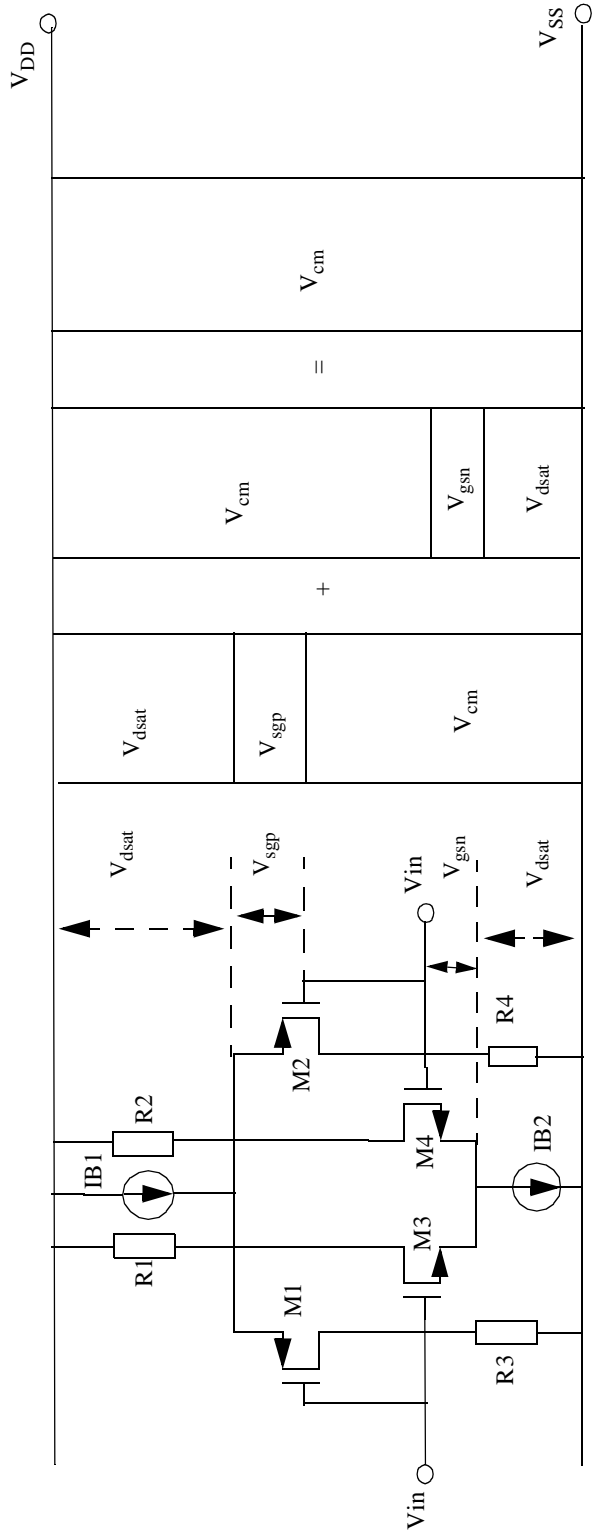 V_DD
V_SS
V_dsat
V_sgp
V_cm
+
V_cm
V_gsn
V_dsat
=
V_cm
V_dsat
V_sgp
Vin
V_gsn
V_dsat
R2
IB1
R1
M1
M2
M4
M3
R4
IB2
R3
Vin